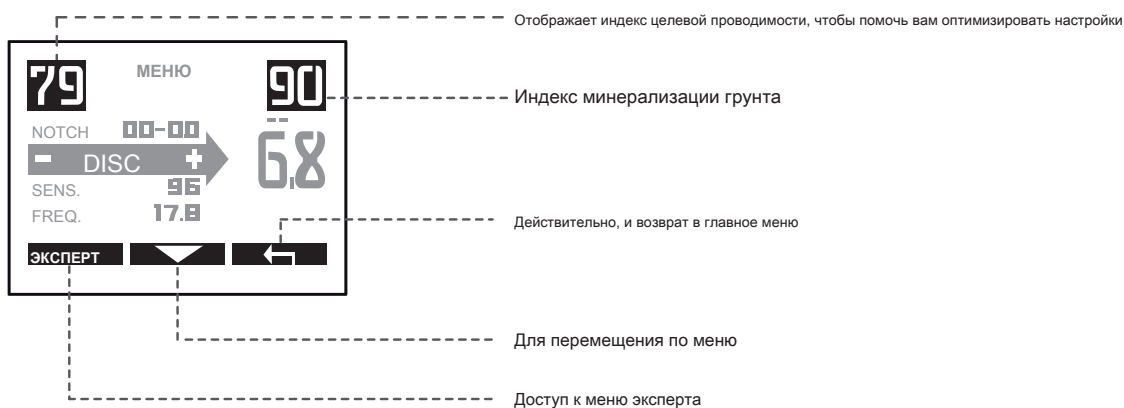 Отображает индекс целевой проводимости, чтобы помочь вам оптимизировать настройки
79 МЕНЮ 90
Индекс минерализации грунта
NOTCH 00-00
- DISC + 6,8
SENS. 96
FREQ. 17.8
Действительно, и возврат в главное меню
ЭКСПЕРТ
Для перемещения по меню
Доступ к меню эксперта